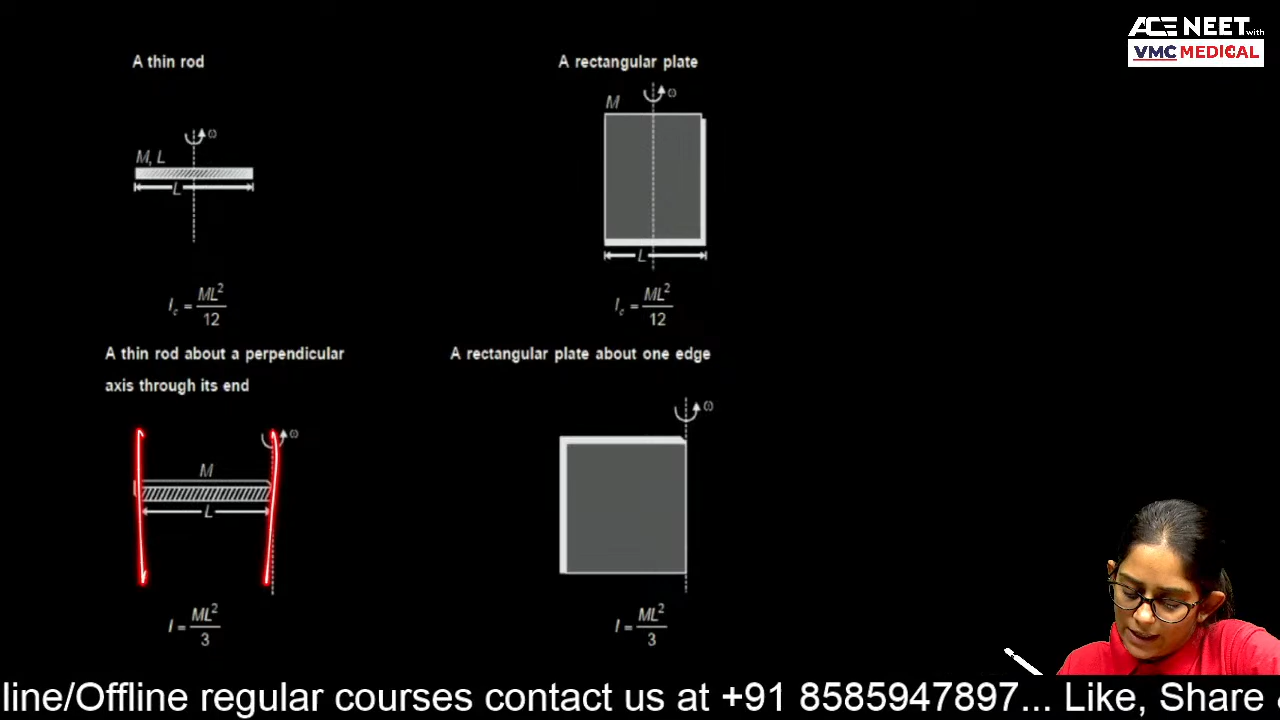 ACE NEET with
VMC MEDICAL
A thin rod
A rectangular plate
ω
M, L
L
I_c = ML²/12
M
ω
L
I_c = ML²/12
A thin rod about a perpendicular
axis through its end
A rectangular plate about one edge
ω
M
L
I = ML²/3
ω
I = ML²/3
line/Offline regular courses contact us at +91 8585947897... Like, Share